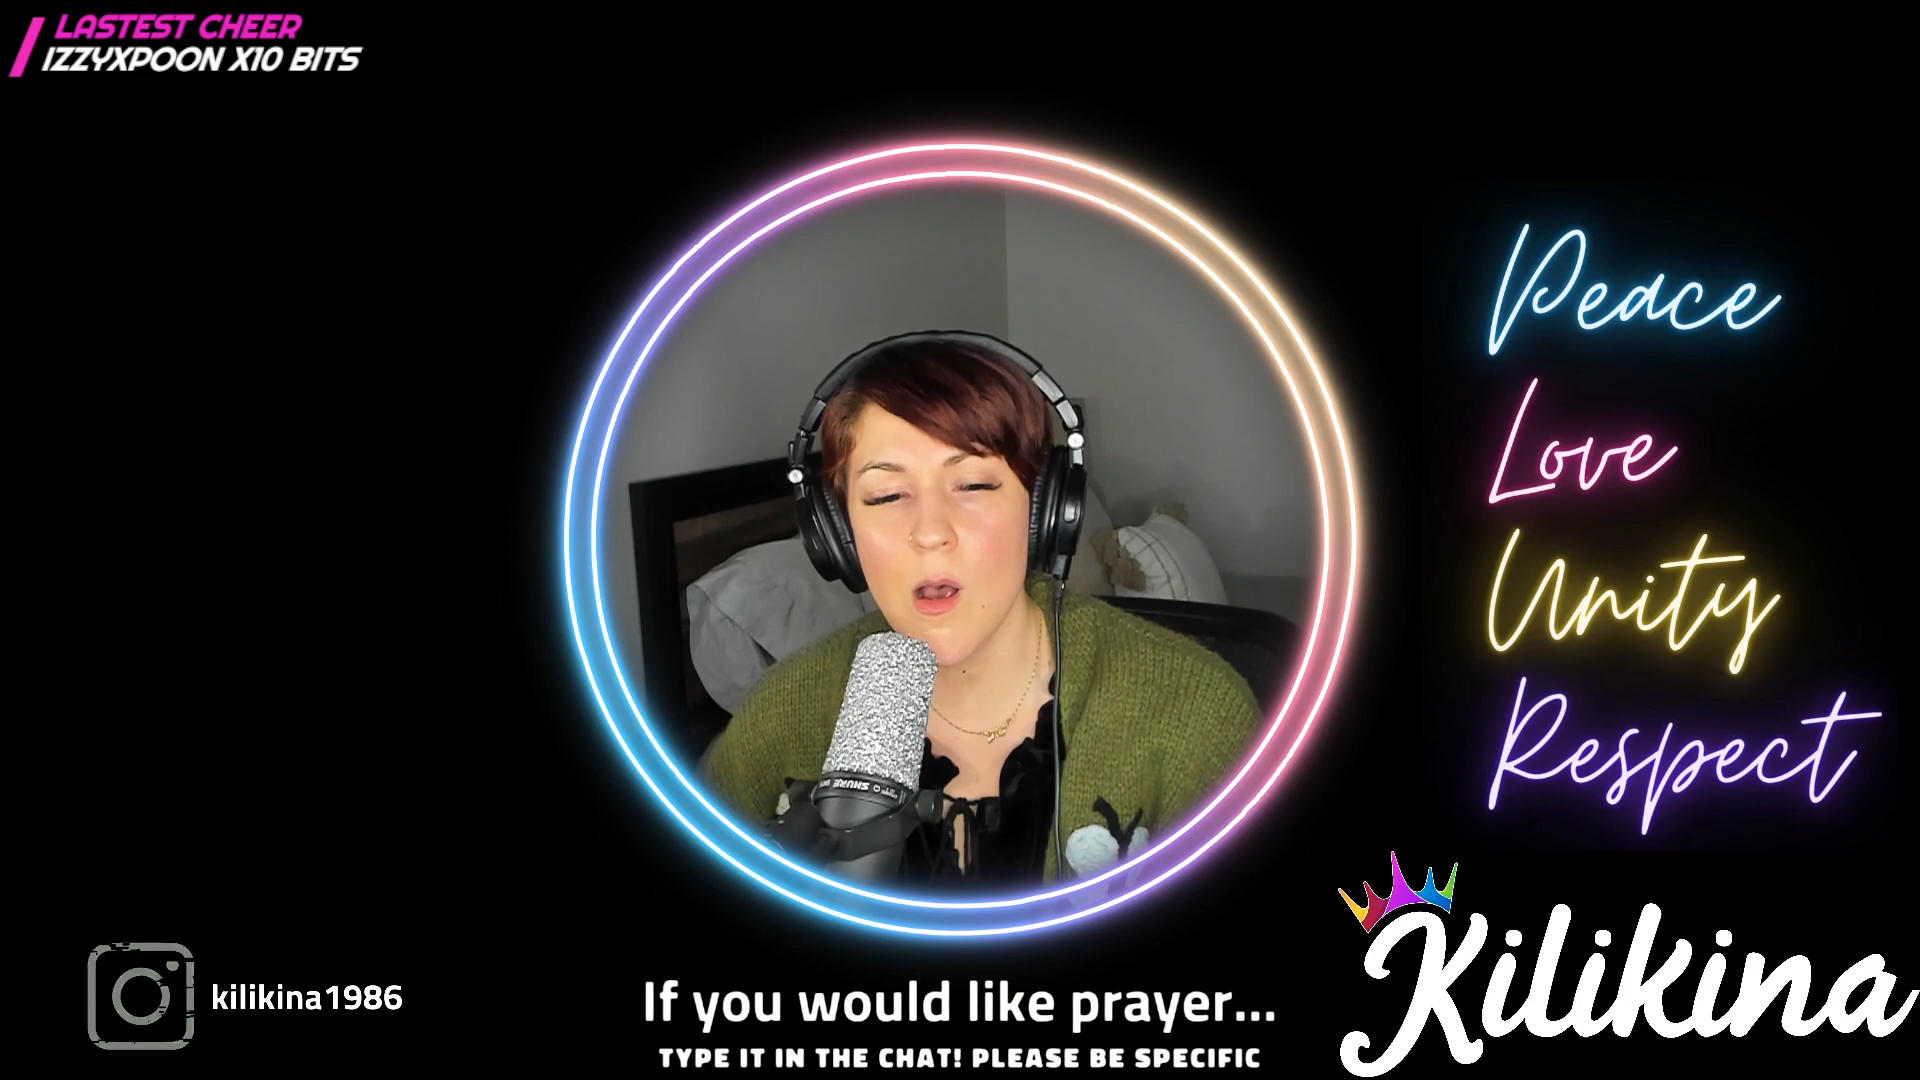 LASTEST CHEER
IZZYXPOON X10 BITS
Peace
Love
Unity
Respect
SHURE
Kilikina
kilikina1986
If you would like prayer...
TYPE IT IN THE CHAT! PLEASE BE SPECIFIC